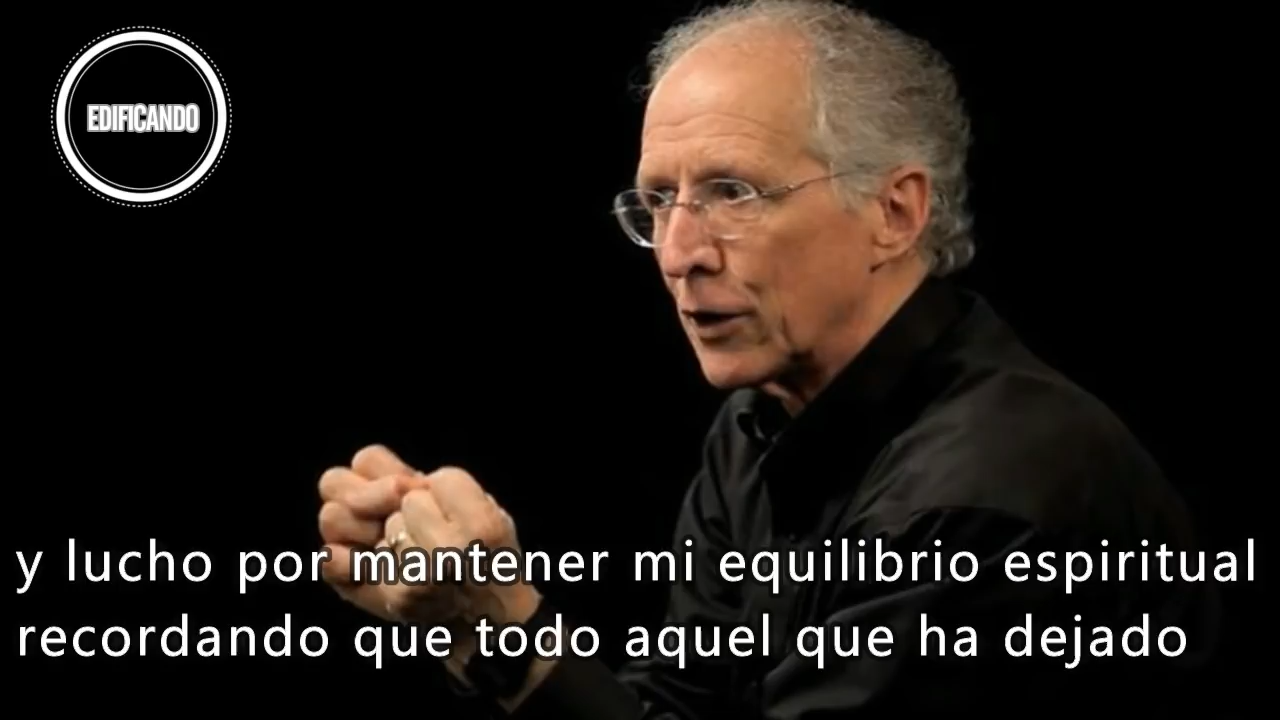 EDIFICANDO
y lucho por mantener mi equilibrio espiritual
recordando que todo aquel que ha dejado